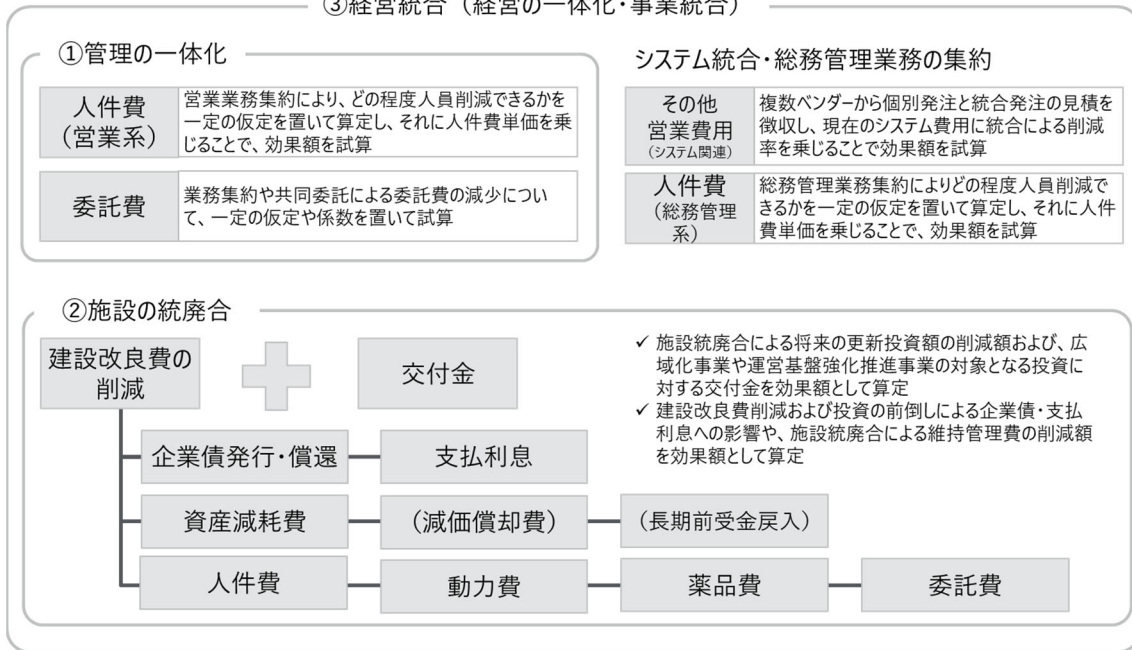 ③経営統合（経営の一体化・事業統合）
①管理の一体化
人件費
（営業系）
営業業務集約により、どの程度人員削減できるかを
一定の仮定を置いて算定し、それに人件費単価を乗
じることで、効果額を試算
委託費
業務集約や共同委託による委託費の減少につい
て、一定の仮定や係数を置いて試算
システム統合・総務管理業務の集約
その他
営業費用
（システム関連）
複数ベンダーから個別発注と統合発注の見積を
徴収し、現在のシステム費用に統合による削減
率を乗じることで効果額を試算
人件費
（総務管理
系）
総務管理業務集約によりどの程度人員削減で
きるかを一定の仮定を置いて算定し、それに人件
費単価を乗じることで、効果額を試算
②施設の統廃合
建設改良費の
削減
交付金
✓ 施設統廃合による将来の更新投資額の削減額および、広
域化事業や運営基盤強化推進事業の対象となる投資に
対する交付金を効果額として算定
✓ 建設改良費削減および投資の前倒しによる企業債・支払
利息への影響や、施設統廃合による維持管理費の削減額
を効果額として算定
企業債発行・償還
支払利息
資産減耗費
（減価償却費）
（長期前受金戻入）
人件費
動力費
薬品費
委託費